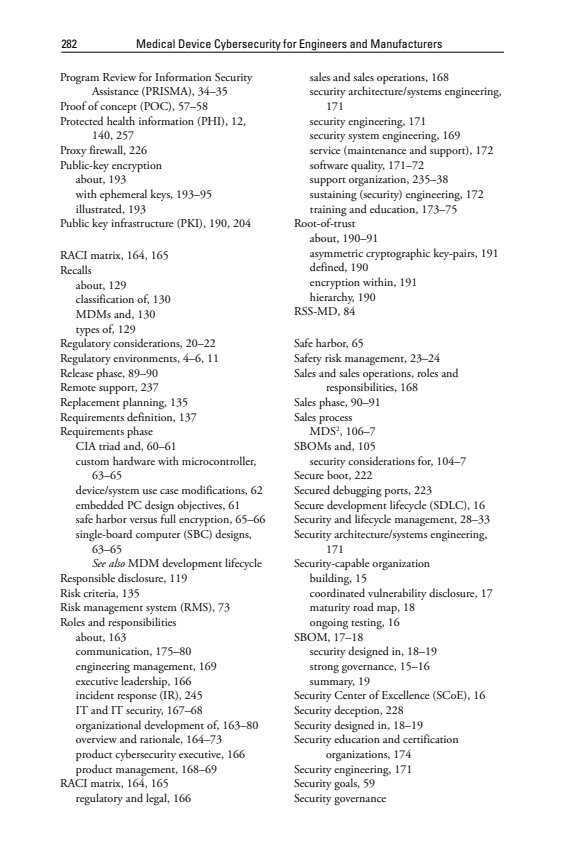 282 Medical Device Cybersecurity for Engineers and Manufacturers
Program Review for Information Security
Assistance (PRISMA), 34–35
Proof of concept (POC), 57–58
Protected health information (PHI), 12,
140, 257
Proxy firewall, 226
Public-key encryption
about, 193
with ephemeral keys, 193–95
illustrated, 193
Public key infrastructure (PKI), 190, 204
RACI matrix, 164, 165
Recalls
about, 129
classification of, 130
MDMs and, 130
types of, 129
Regulatory considerations, 20–22
Regulatory environments, 4–6, 11
Release phase, 89–90
Remote support, 237
Replacement planning, 135
Requirements definition, 137
Requirements phase
CIA triad and, 60–61
custom hardware with microcontroller,
63–65
device/system use case modifications, 62
embedded PC design objectives, 61
safe harbor versus full encryption, 65–66
single-board computer (SBC) designs,
63–65
See also MDM development lifecycle
Responsible disclosure, 119
Risk criteria, 135
Risk management system (RMS), 73
Roles and responsibilities
about, 163
communication, 175–80
engineering management, 169
executive leadership, 166
incident response (IR), 245
IT and IT security, 167–68
organizational development of, 163–80
overview and rationale, 164–73
product cybersecurity executive, 166
product management, 168–69
RACI matrix, 164, 165
regulatory and legal, 166
sales and sales operations, 168
security architecture/systems engineering,
171
security engineering, 171
security system engineering, 169
service (maintenance and support), 172
software quality, 171–72
support organization, 235–38
sustaining (security) engineering, 172
training and education, 173–75
Root-of-trust
about, 190–91
asymmetric cryptographic key-pairs, 191
defined, 190
encryption within, 191
hierarchy, 190
RSS-MD, 84
Safe harbor, 65
Safety risk management, 23–24
Sales and sales operations, roles and
responsibilities, 168
Sales phase, 90–91
Sales process
MDS², 106–7
SBOMs and, 105
security considerations for, 104–7
Secure boot, 222
Secured debugging ports, 223
Secure development lifecycle (SDLC), 16
Security and lifecycle management, 28–33
Security architecture/systems engineering,
171
Security-capable organization
building, 15
coordinated vulnerability disclosure, 17
maturity road map, 18
ongoing testing, 16
SBOM, 17–18
security designed in, 18–19
strong governance, 15–16
summary, 19
Security Center of Excellence (SCoE), 16
Security deception, 228
Security designed in, 18–19
Security education and certification
organizations, 174
Security engineering, 171
Security goals, 59
Security governance